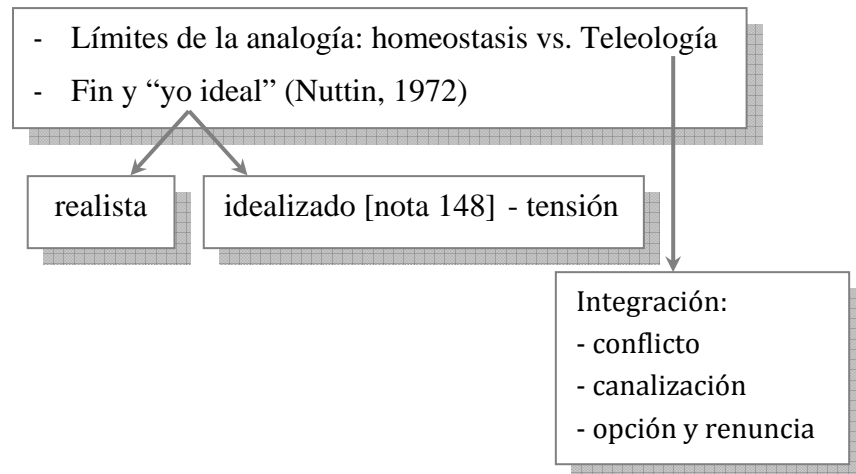 - Límites de la analogía: homeostasis vs. Teleología
- Fin y “yo ideal” (Nuttin, 1972)
realista
idealizado [nota 148] - tensión
Integración:
- conflicto
- canalización
- opción y renuncia